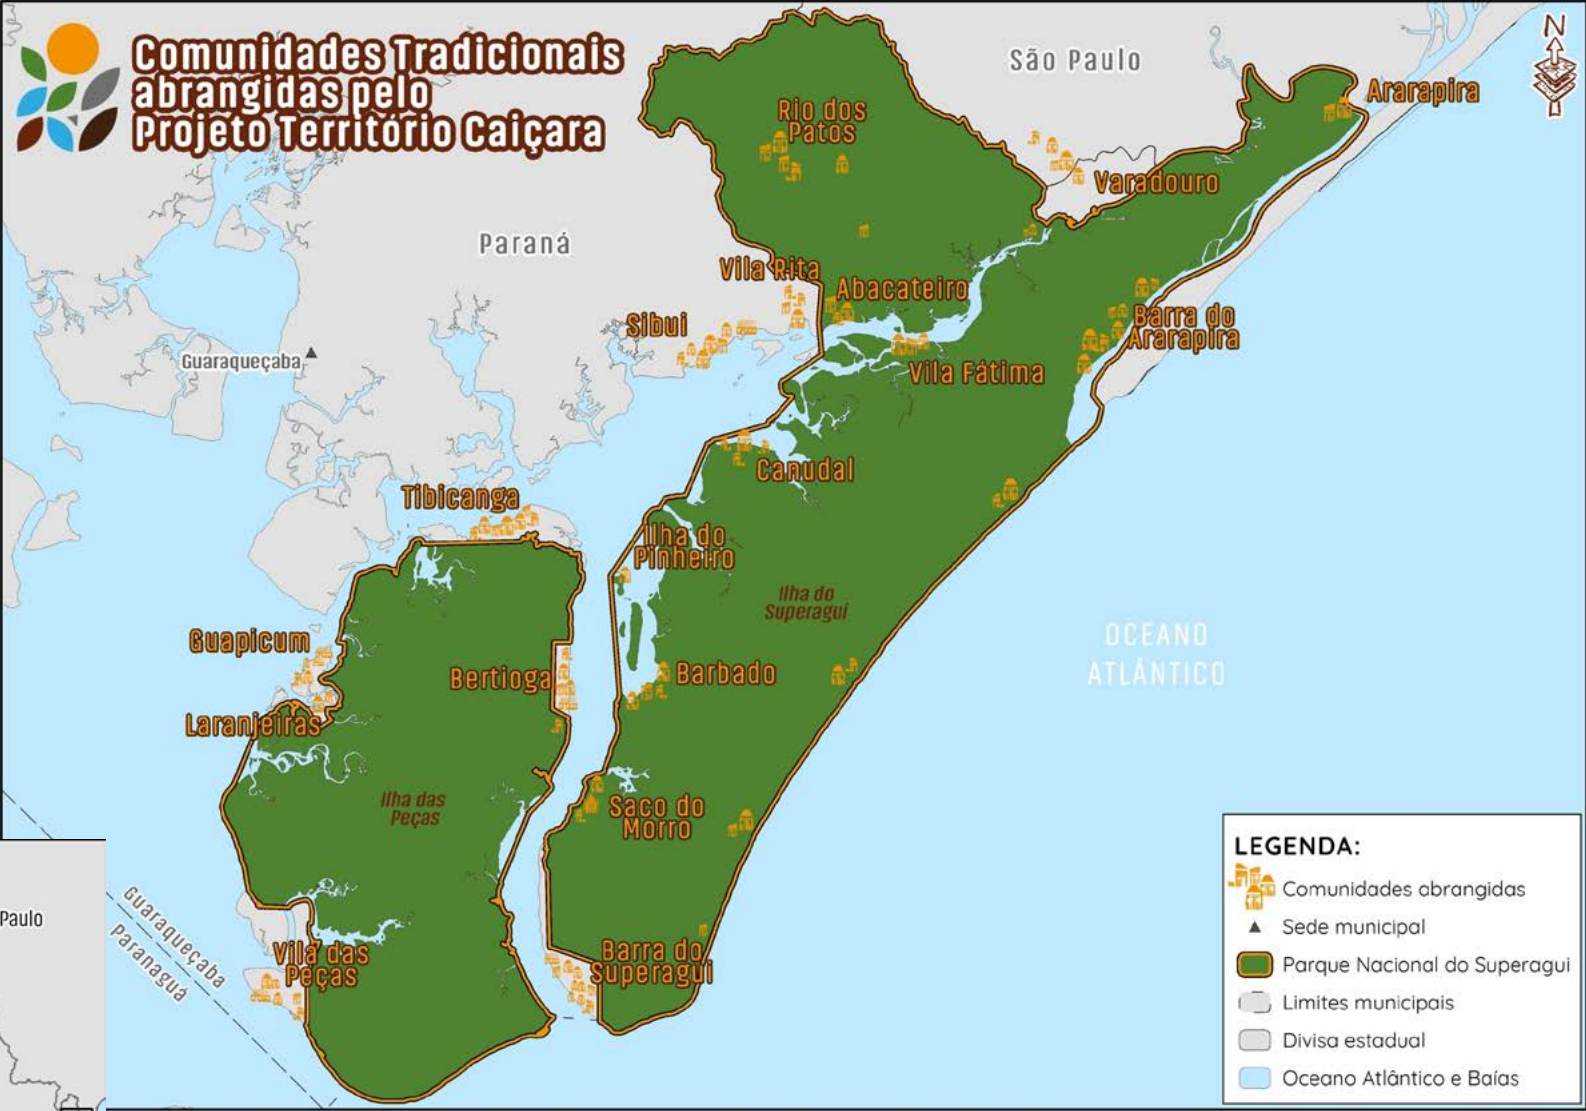 Comunidades Tradicionais
abrangidas pelo
Projeto Território Caiçara
São Paulo
N
Ararapira
Rio dos
Patos
Varadouro
Paraná
Vila Rita
Abacateiro
Sibui
Barra do
Ararapira
Guaraqueçaba
Vila Fátima
Canudal
Tibicanga
Ilha do
Pinheiro
Ilha do
Superagui
Guapicum
OCEANO
ATLÂNTICO
Bertioga
Barbado
Laranjeiras
Ilha das
Peças
Saco do
Morro
Guaraqueçaba
Paranaguá
Paulo
Vila das
Peças
Barra do
Superagui
LEGENDA:
Comunidades abrangidas
Sede municipal
Parque Nacional do Superagui
Limites municipais
Divisa estadual
Oceano Atlântico e Baías